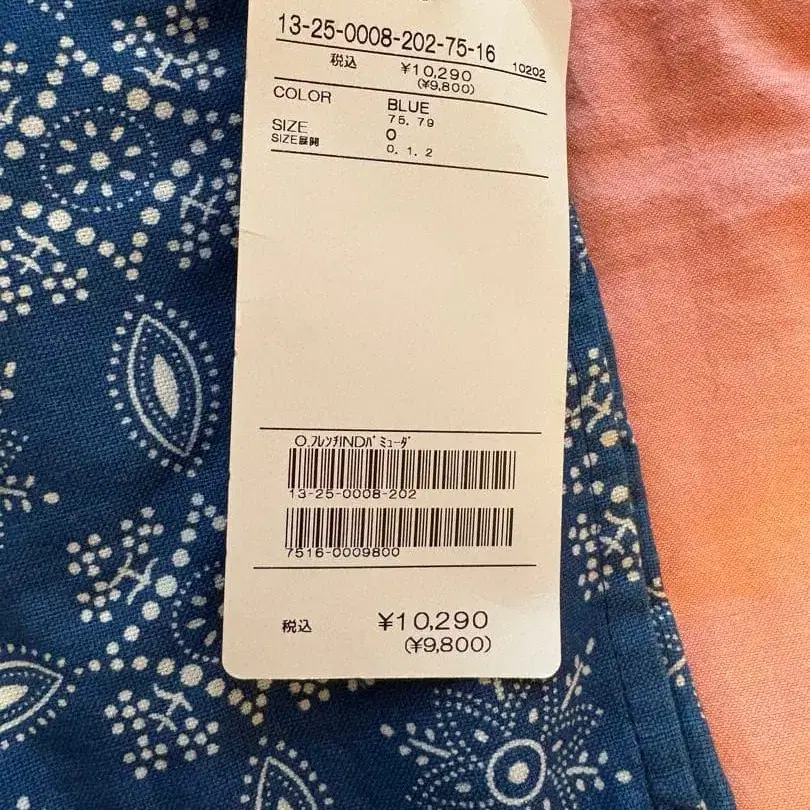 13-25-0008-202-75-16
10202
税込 ¥10,290
(¥9,800)
COLOR BLUE
75, 79
SIZE 0
SIZE展開 0, 1, 2
O.ﾌﾚﾝﾁINDﾊﾞﾐｭｰﾀﾞ
13-25-0008-202
7516-0009800
税込 ¥10,290
(¥9,800)